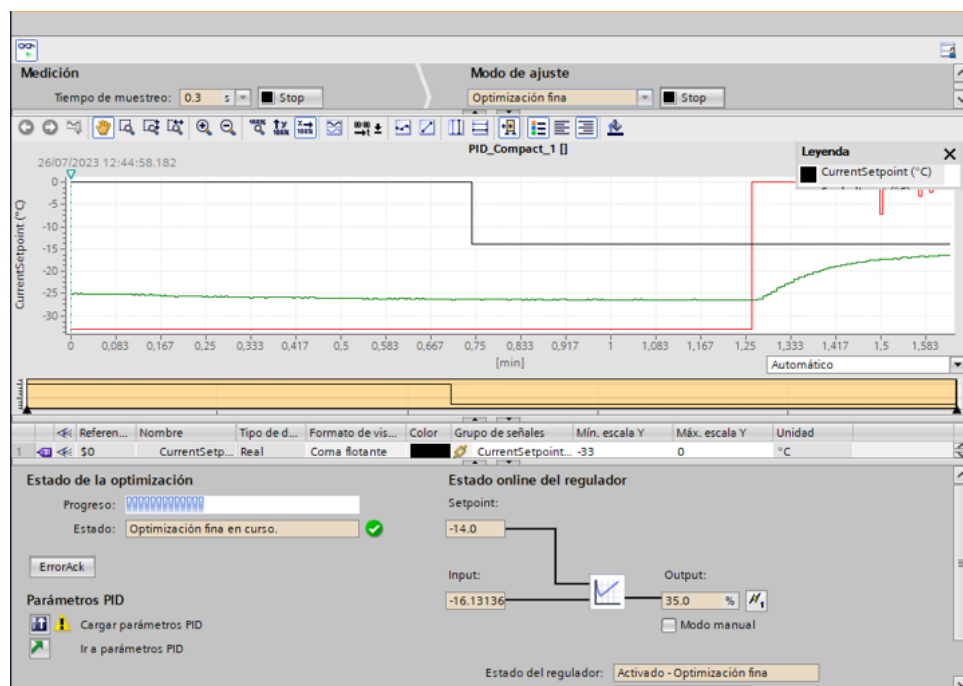 Medición
Modo de ajuste
Tiempo de muestreo: 0.3 s Stop
Optimización fina Stop
PID_Compact_1 []
Leyenda
26/07/2023 12:44:58.182
CurrentSetpoint (°C)
CurrentSetpoint (°C)
0
-5
-10
-15
-20
-25
-30
0 0,083 0,167 0,25 0,333 0,417 0,5 0,583 0,667 0,75 0,833 0,917 1 1,083 1,167 1,25 1,333 1,417 1,5 1,583
[min]
Automático
Referen... Nombre Tipo de d... Formato de vis... Color Grupo de señales Mín. escala Y Máx. escala Y Unidad
1 $0 CurrentSetp... Real Coma flotante CurrentSetpoint... -33 0 °C
Estado de la optimización
Estado online del regulador
Progreso:
Setpoint:
Estado: Optimización fina en curso.
-14.0
ErrorAck
Input:
Output:
-16.13136
35.0 %
Parámetros PID
Cargar parámetros PID
Modo manual
Ir a parámetros PID
Estado del regulador: Activado - Optimización fina